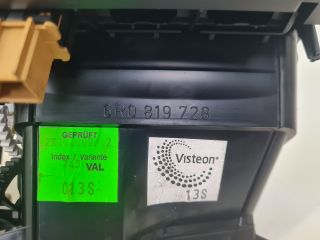 6R0 819 728
GEPRÜFT
Index / Variante
VAL
013S
Visteon
13S